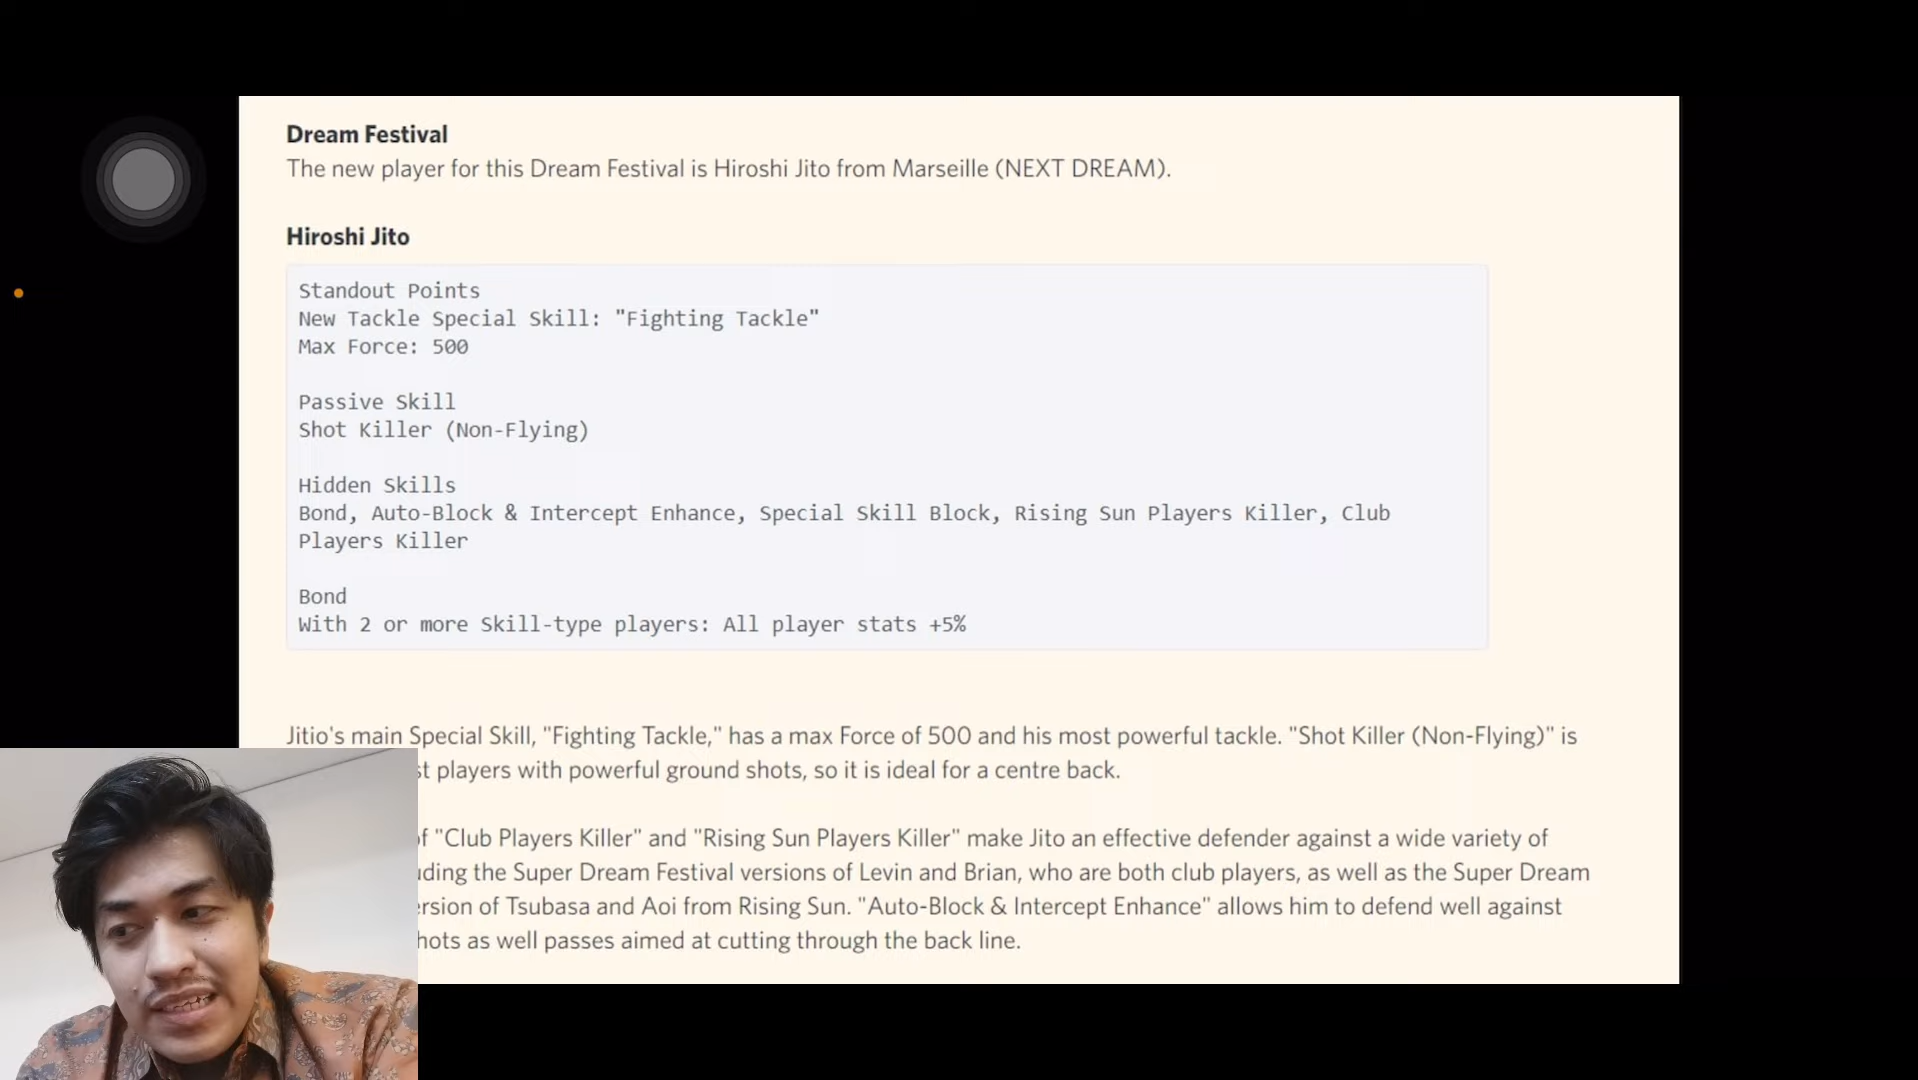 Dream Festival
The new player for this Dream Festival is Hiroshi Jito from Marseille (NEXT DREAM).
Hiroshi Jito
Standout Points
New Tackle Special Skill: "Fighting Tackle"
Max Force: 500
Passive Skill
Shot Killer (Non-Flying)
Hidden Skills
Bond, Auto-Block & Intercept Enhance, Special Skill Block, Rising Sun Players Killer, Club
Players Killer
Bond
With 2 or more Skill-type players: All player stats +5%
Jitio's main Special Skill, "Fighting Tackle," has a max Force of 500 and his most powerful tackle. "Shot Killer (Non-Flying)" is
players with powerful ground shots, so it is ideal for a centre back.
"Club Players Killer" and "Rising Sun Players Killer" make Jito an effective defender against a wide variety of
the Super Dream Festival versions of Levin and Brian, who are both club players, as well as the Super Dream
of Tsubasa and Aoi from Rising Sun. "Auto-Block & Intercept Enhance" allows him to defend well against
as well passes aimed at cutting through the back line.